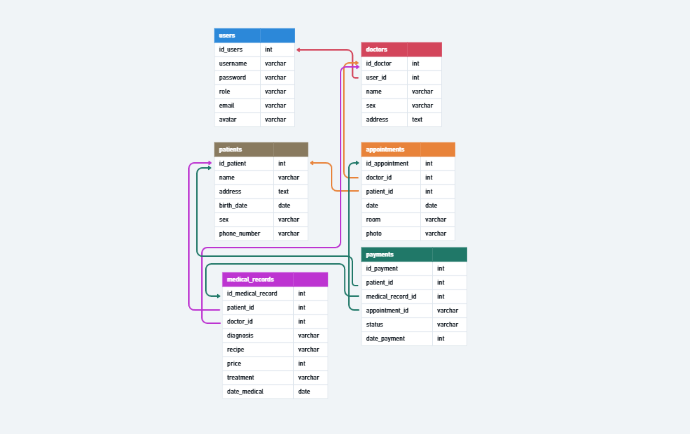 users
id_users int
username varchar
password varchar
role varchar
email varchar
avatar varchar
doctors
id_doctor int
user_id int
name varchar
sex varchar
address text
patients
id_patient int
name varchar
address text
birth_date date
sex varchar
phone_number varchar
appointments
id_appointment int
doctor_id int
patient_id int
date date
room varchar
photo varchar
payments
id_payment int
patient_id int
medical_record_id int
appointment_id varchar
status varchar
date_payment int
medical_records
id_medical_record int
patient_id int
doctor_id int
diagnosis varchar
recipe varchar
price int
treatment varchar
date_medical date